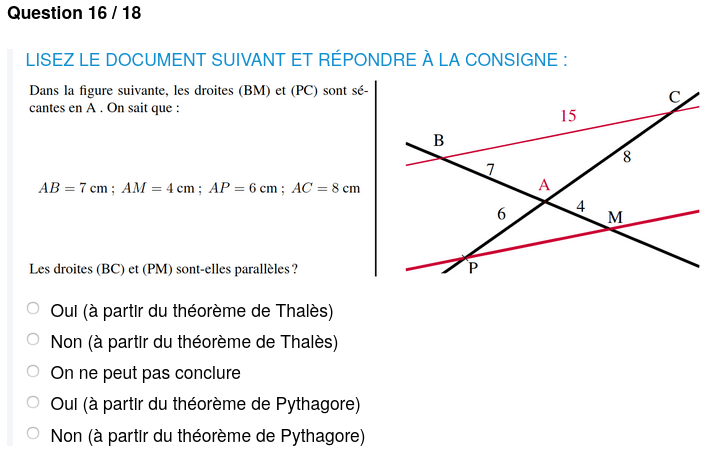 Question 16 / 18
LISEZ LE DOCUMENT SUIVANT ET RÉPONDRE À LA CONSIGNE :
Dans la figure suivante, les droites (BM) et (PC) sont sé-
cantes en A . On sait que :
AB = 7 cm ; AM = 4 cm ; AP = 6 cm ; AC = 8 cm
Les droites (BC) et (PM) sont-elles parallèles ?
C
15
B
8
7
A
4
6
M
P
Oui (à partir du théorème de Thalès)
Non (à partir du théorème de Thalès)
On ne peut pas conclure
Oui (à partir du théorème de Pythagore)
Non (à partir du théorème de Pythagore)